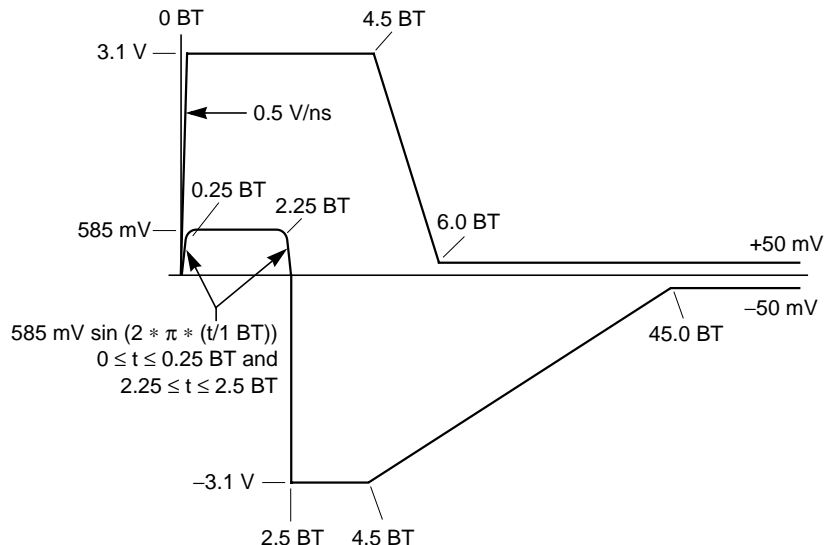 0 BT
4.5 BT
3.1 V
0.5 V/ns
0.25 BT
2.25 BT
585 mV
6.0 BT
+50 mV
−50 mV
45.0 BT
585 mV sin (2 * π * (t/1 BT))
0 ≤ t ≤ 0.25 BT and
2.25 ≤ t ≤ 2.5 BT
−3.1 V
2.5 BT
4.5 BT